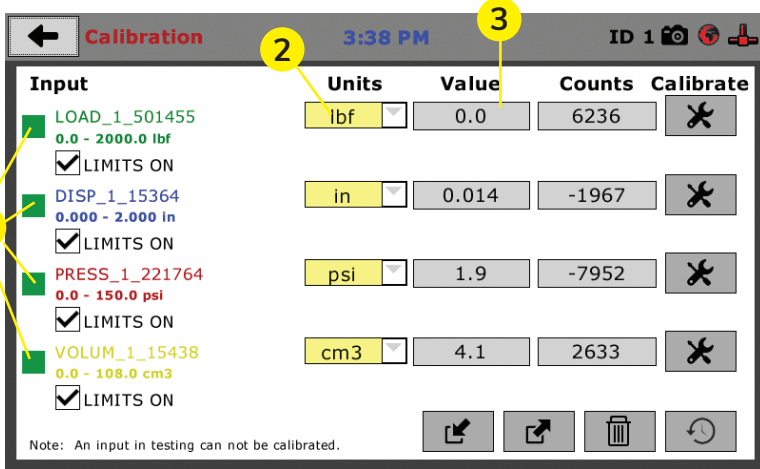 Calibration 3:38 PM ID 1
2 3
Input Units Value Counts Calibrate
LOAD_1_501455 lbf 0.0 6236
0.0 - 2000.0 lbf
LIMITS ON
DISP_1_15364 in 0.014 -1967
0.000 - 2.000 in
LIMITS ON
PRESS_1_221764 psi 1.9 -7952
0.0 - 150.0 psi
LIMITS ON
VOLUM_1_15438 cm3 4.1 2633
0.0 - 108.0 cm3
LIMITS ON
Note: An input in testing can not be calibrated.